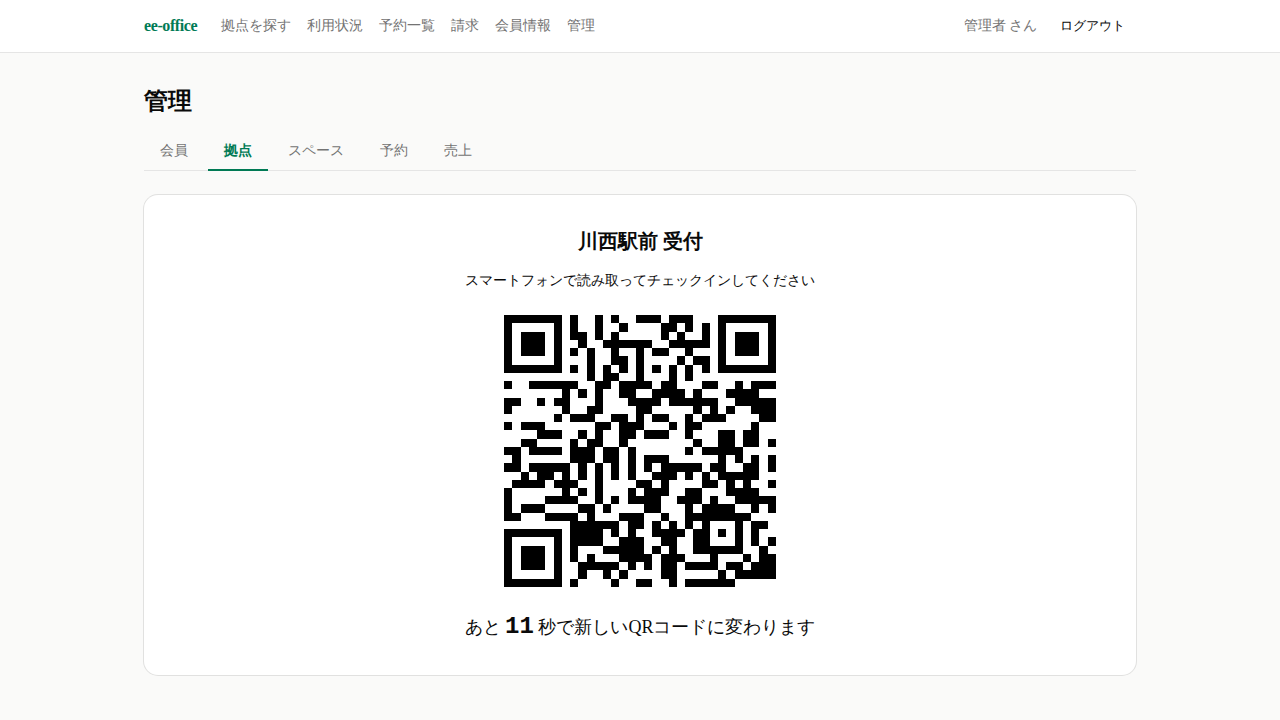 ee-office 拠点を探す 利用状況 予約一覧 請求 会員情報 管理 管理者 さん ログアウト
管理
会員 拠点 スペース 予約 売上
川西駅前 受付
スマートフォンで読み取ってチェックインしてください
あと 11 秒で新しいQRコードに変わります